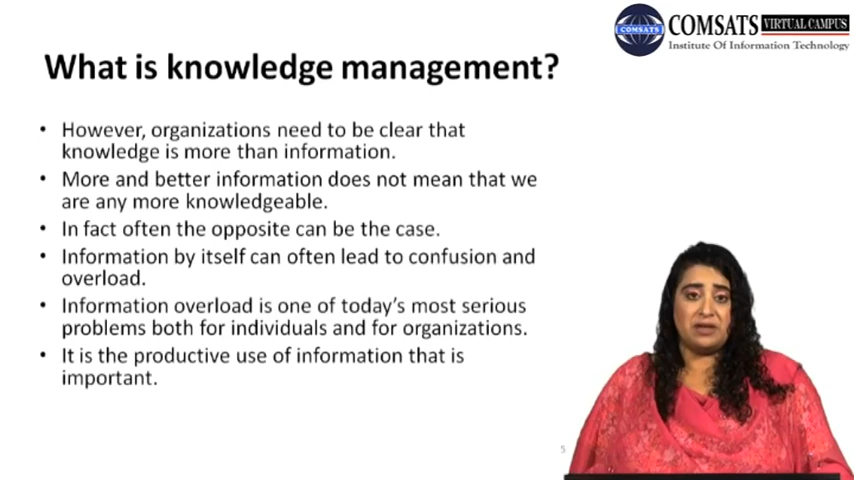 COMSATS VIRTUAL CAMPUS
COMSATS Institute Of Information Technology
What is knowledge management?
• However, organizations need to be clear that
knowledge is more than information.
• More and better information does not mean that we
are any more knowledgeable.
• In fact often the opposite can be the case.
• Information by itself can often lead to confusion and
overload.
• Information overload is one of today's most serious
problems both for individuals and for organizations.
• It is the productive use of information that is
important.
5